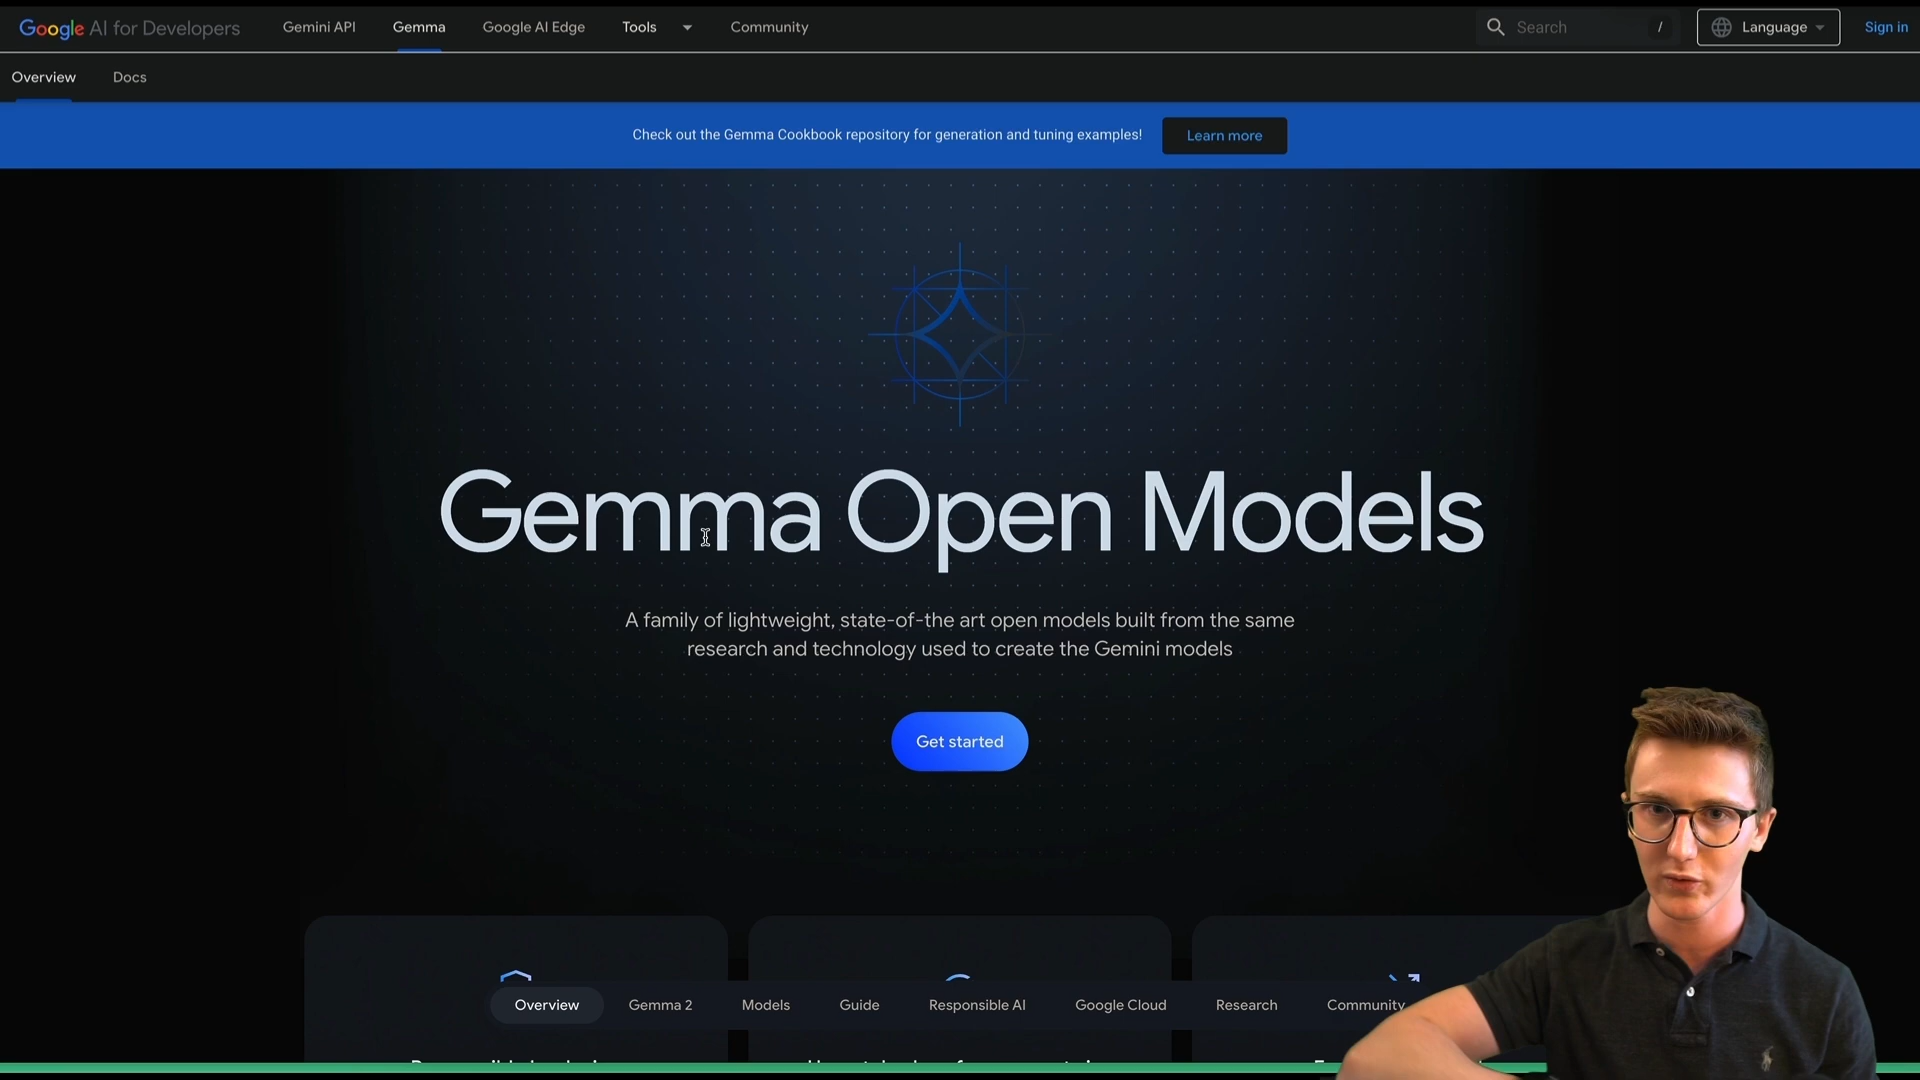 Google AI for Developers
Gemini API
Gemma
Google AI Edge
Tools
Community
Search
/
Language
Sign in
Overview
Docs
Check out the Gemma Cookbook repository for generation and tuning examples!
Learn more
Gemma Open Models
A family of lightweight, state-of-the art open models built from the same
research and technology used to create the Gemini models
Get started
Overview
Gemma 2
Models
Guide
Responsible AI
Google Cloud
Research
Community